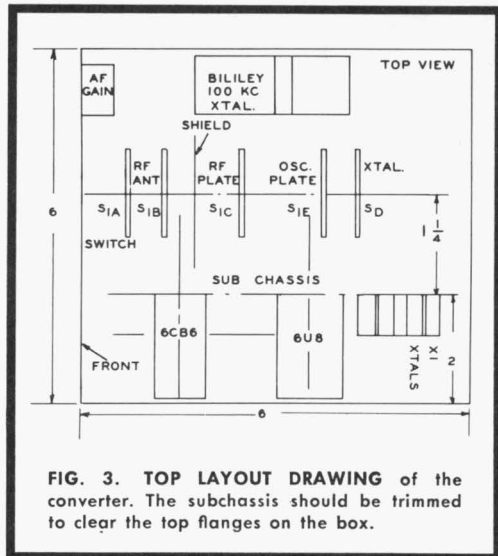 TOP VIEW
AF
GAIN
BLILEY
100 KC
XTAL.
SHIELD
RF
ANT
RF
PLATE
OSC.
PLATE
XTAL.
S1A
S1B
S1C
S1E
SD
SWITCH
6
1 1/4
SUB CHASSIS
6CB6
6U8
X1
XTALS
2
FRONT
6
FIG. 3. TOP LAYOUT DRAWING of the
converter. The subchassis should be trimmed
to clear the top flanges on the box.